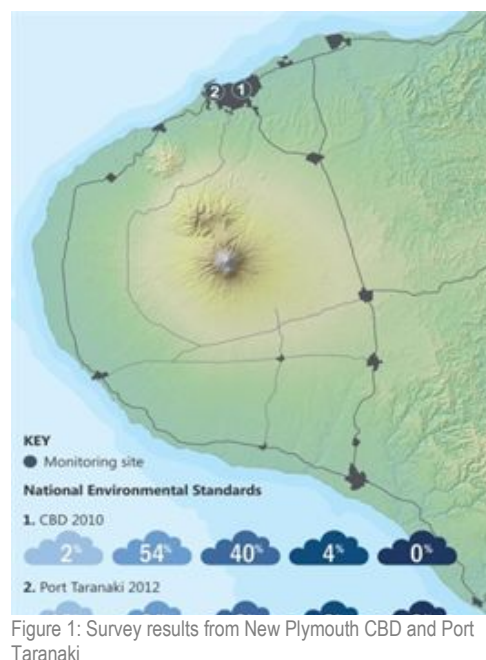 2 1
KEY
Monitoring site
National Environmental Standards
1. CBD 2010
2% 54% 40% 4% 0%
2. Port Taranaki 2012
Figure 1: Survey results from New Plymouth CBD and Port
Taranaki